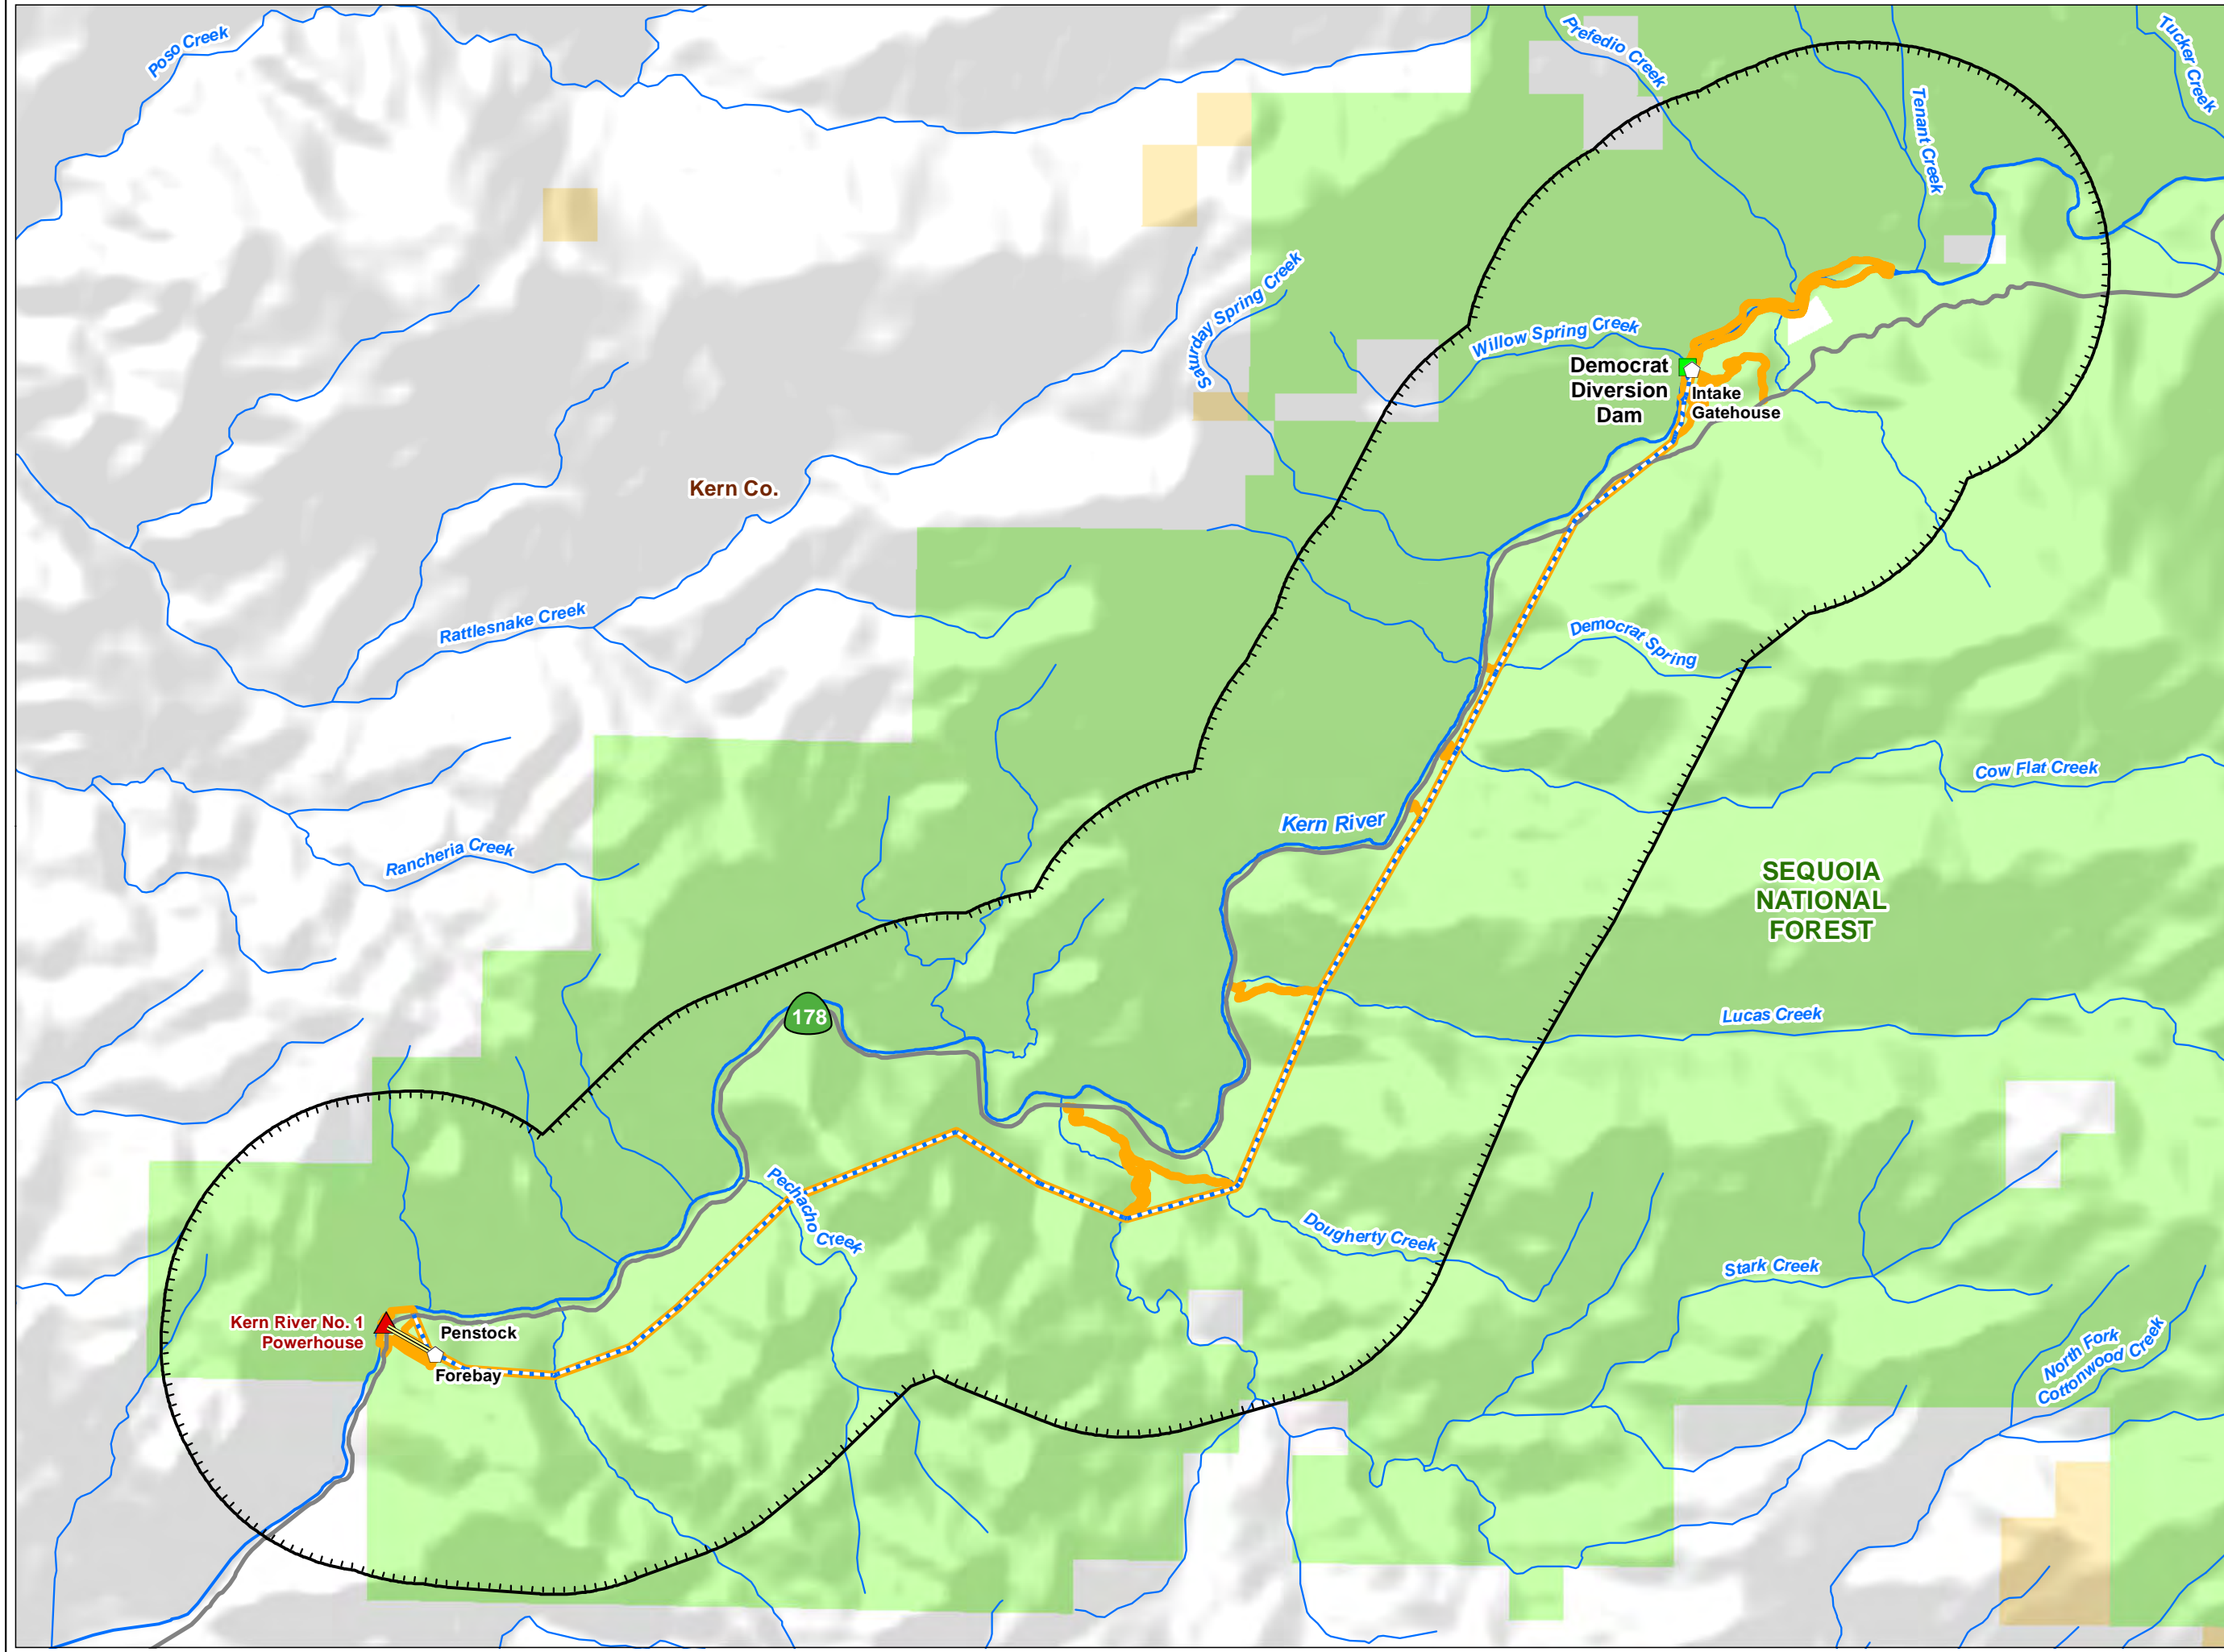 Poso Creek
Prefedio Creek
Tenant Creek
Tucker Creek
Saturday Spring Creek
Willow Spring Creek
Democrat
Diversion
Dam
Intake
Gatehouse
Kern Co.
Rattlesnake Creek
Democrat Spring
Cow Flat Creek
Kern River
Rancheria Creek
SEQUOIA
NATIONAL
FOREST
178
Lucas Creek
Pechacho Creek
Dougherty Creek
Stark Creek
Kern River No. 1
Powerhouse
Penstock
Forebay
North Fork
Cottonwood Creek